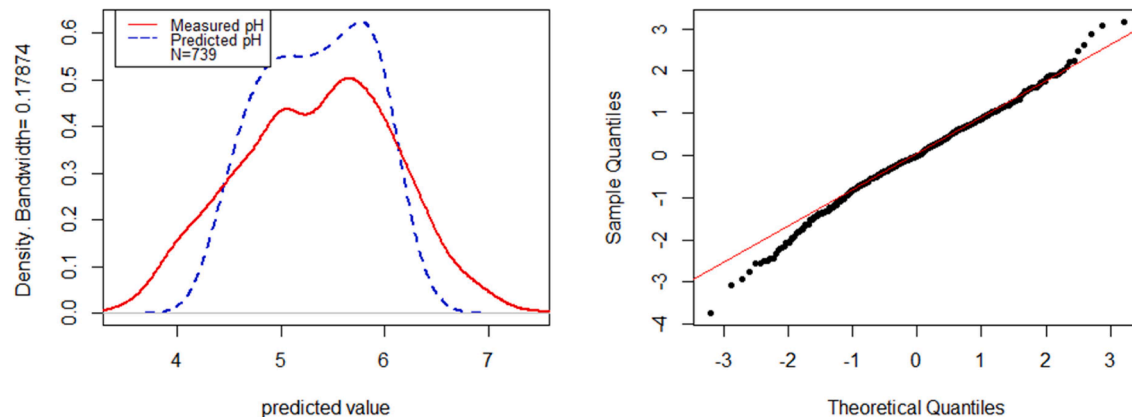 Measured pH
Predicted pH
N=739
Density. Bandwidth= 0.17874
0.0 0.1 0.2 0.3 0.4 0.5 0.6
4 5 6 7
predicted value
Sample Quantiles
3
2
1
0
-1
-2
-3
-4
-3 -2 -1 0 1 2 3
Theoretical Quantiles